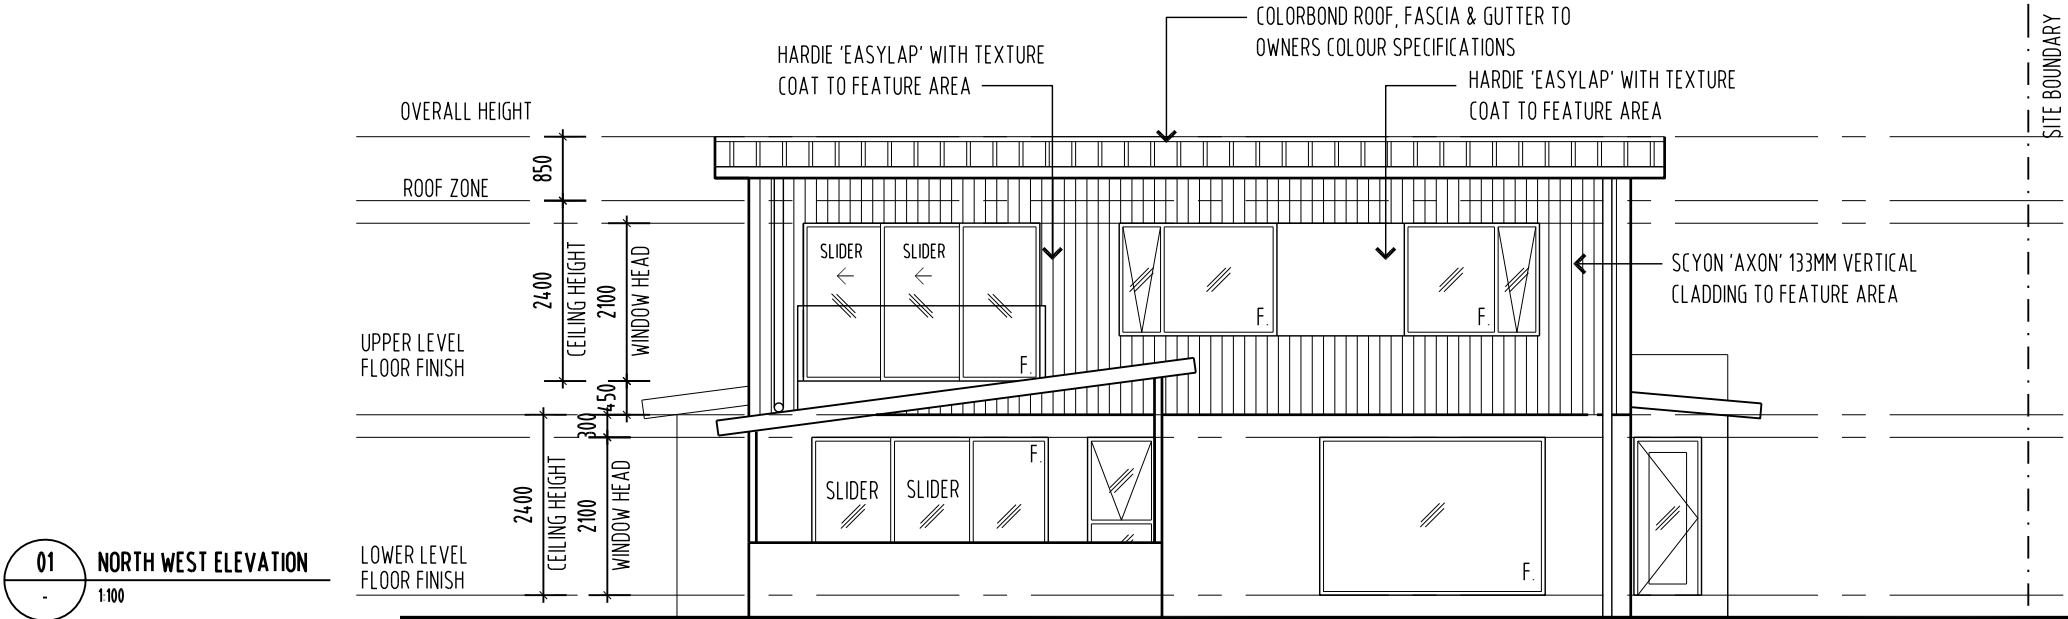 COLORBOND ROOF, FASCIA & GUTTER TO
OWNERS COLOUR SPECIFICATIONS
HARDIE 'EASYLAP' WITH TEXTURE
COAT TO FEATURE AREA
HARDIE 'EASYLAP' WITH TEXTURE
COAT TO FEATURE AREA
SITE BOUNDARY
OVERALL HEIGHT
850
ROOF ZONE
2400
CEILING HEIGHT
2100
WINDOW HEAD
SLIDER
SLIDER
F.
F.
F.
SCYON 'AXON' 133MM VERTICAL
CLADDING TO FEATURE AREA
UPPER LEVEL
FLOOR FINISH
450
300
2400
CEILING HEIGHT
2100
WINDOW HEAD
SLIDER
SLIDER
F.
F.
LOWER LEVEL
FLOOR FINISH
01
-
NORTH WEST ELEVATION
1:100